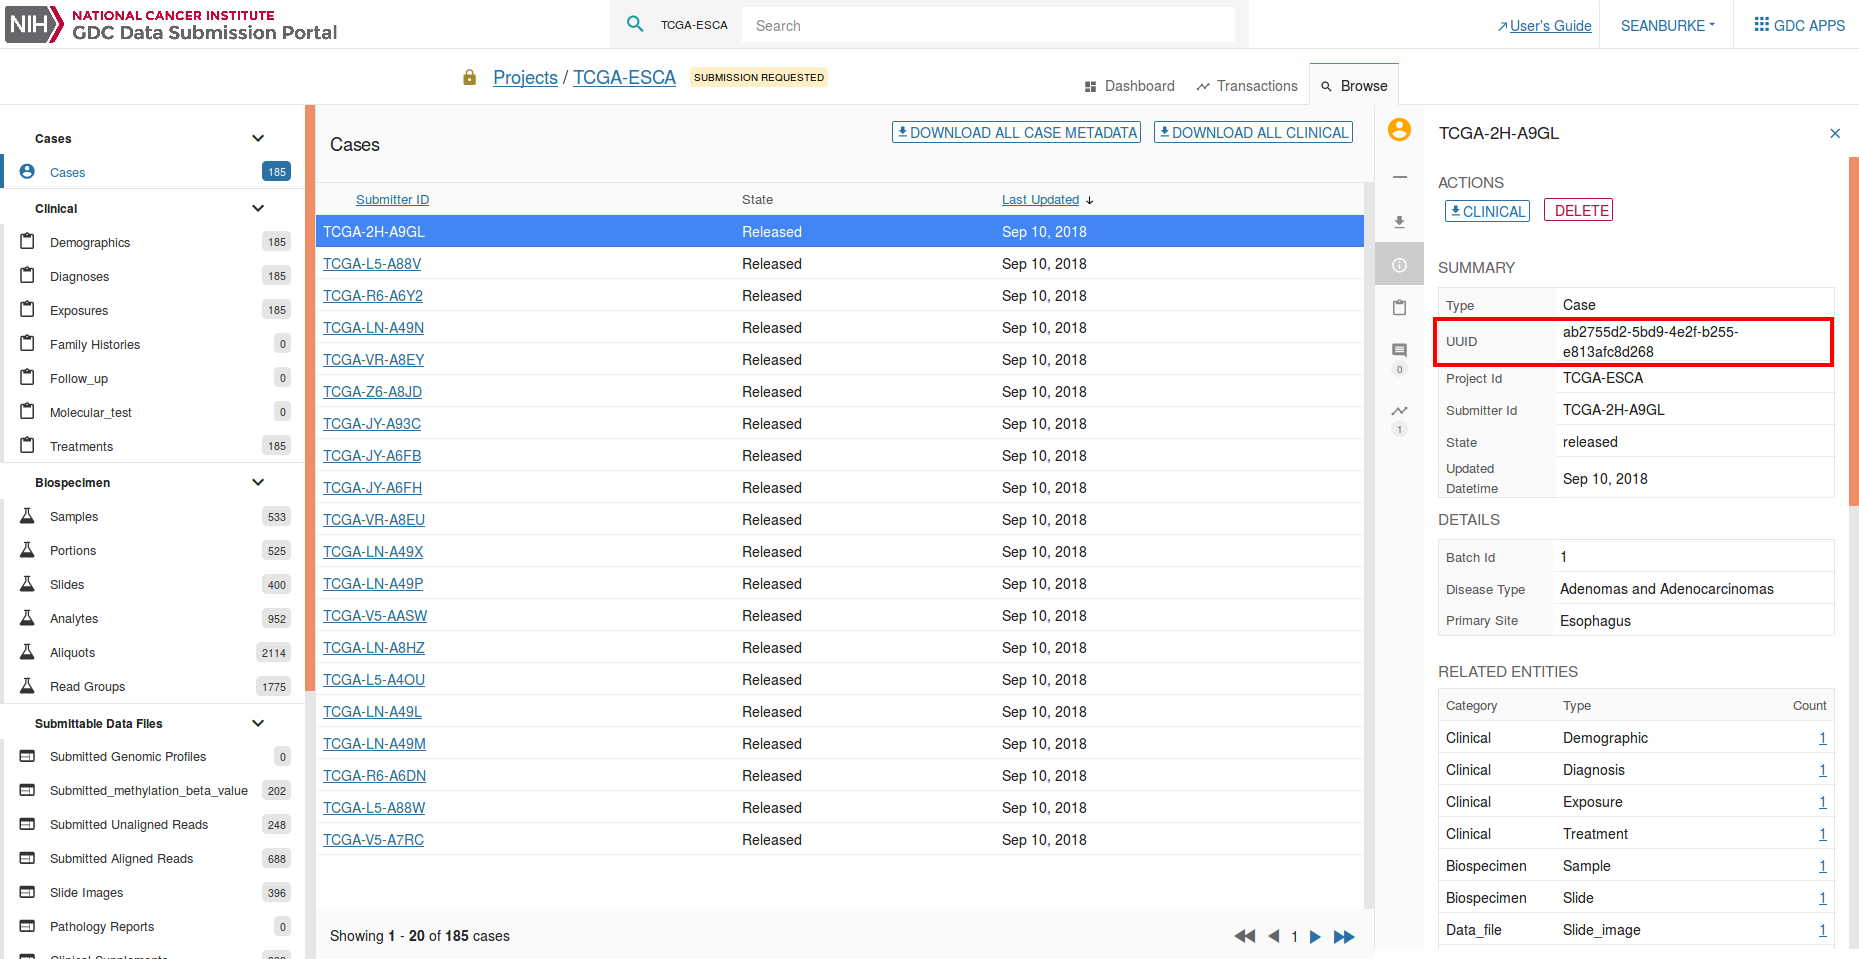 NIH NATIONAL CANCER INSTITUTE
GDC Data Submission Portal
TCGA-ESCA Search
User's Guide SEANBURKE GDC APPS
Projects / TCGA-ESCA SUBMISSION REQUESTED
Dashboard Transactions Browse
Cases
Cases 185
Clinical
Demographics 185
Diagnoses 185
Exposures 185
Family Histories 0
Follow_up 0
Molecular_test 0
Treatments 185
Biospecimen
Samples 533
Portions 525
Slides 400
Analytes 952
Aliquots 2114
Read Groups 1775
Submittable Data Files
Submitted Genomic Profiles 0
Submitted_methylation_beta_value 202
Submitted Unaligned Reads 248
Submitted Aligned Reads 688
Slide Images 396
Pathology Reports 0
Cases
DOWNLOAD ALL CASE METADATA DOWNLOAD ALL CLINICAL
Submitter ID State Last Updated
TCGA-2H-A9GL Released Sep 10, 2018
TCGA-L5-A88V Released Sep 10, 2018
TCGA-R6-A6Y2 Released Sep 10, 2018
TCGA-LN-A49N Released Sep 10, 2018
TCGA-VR-A8EY Released Sep 10, 2018
TCGA-Z6-A8JD Released Sep 10, 2018
TCGA-JY-A93C Released Sep 10, 2018
TCGA-JY-A6FB Released Sep 10, 2018
TCGA-JY-A6FH Released Sep 10, 2018
TCGA-VR-A8EU Released Sep 10, 2018
TCGA-LN-A49X Released Sep 10, 2018
TCGA-LN-A49P Released Sep 10, 2018
TCGA-V5-AASW Released Sep 10, 2018
TCGA-LN-A8HZ Released Sep 10, 2018
TCGA-L5-A4OU Released Sep 10, 2018
TCGA-LN-A49L Released Sep 10, 2018
TCGA-LN-A49M Released Sep 10, 2018
TCGA-R6-A6DN Released Sep 10, 2018
TCGA-L5-A88W Released Sep 10, 2018
TCGA-V5-A7RC Released Sep 10, 2018
Showing 1 - 20 of 185 cases
1
0
1
TCGA-2H-A9GL
ACTIONS
CLINICAL DELETE
SUMMARY
Type Case
UUID ab2755d2-5bd9-4e2f-b255-
e813afc8d268
Project Id TCGA-ESCA
Submitter Id TCGA-2H-A9GL
State released
Updated
Datetime Sep 10, 2018
DETAILS
Batch Id 1
Disease Type Adenomas and Adenocarcinomas
Primary Site Esophagus
RELATED ENTITIES
Category Type Count
Clinical Demographic 1
Clinical Diagnosis 1
Clinical Exposure 1
Clinical Treatment 1
Biospecimen Sample 1
Biospecimen Slide 1
Data_file Slide_image 1